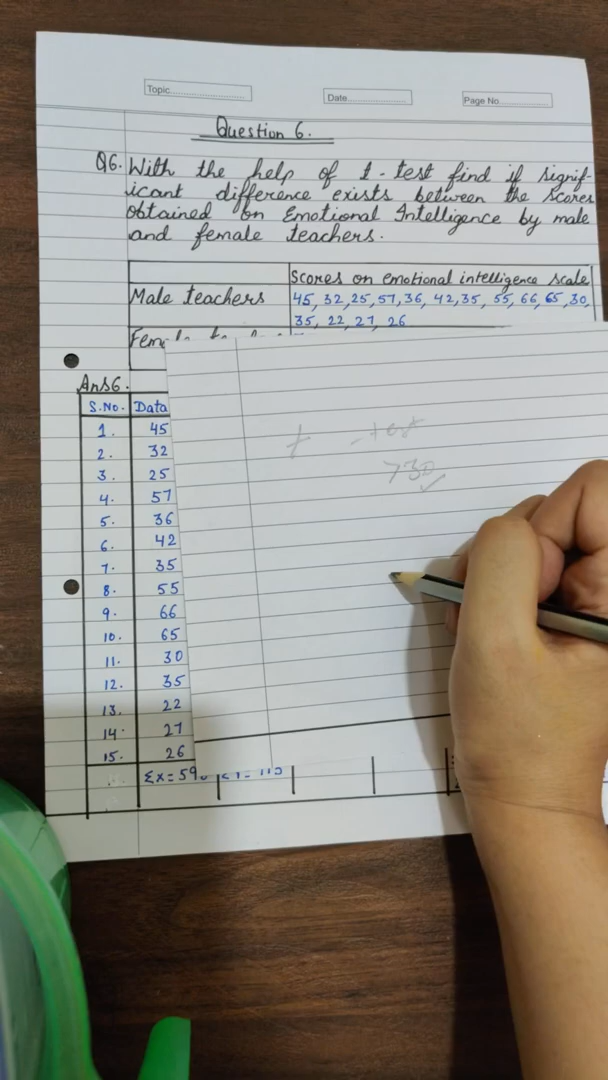 Topic
Date
Page No
Question 6.
Q6. With the help of t-test find if signif-
icant difference exists between the scores
obtained on Emotional Intelligence by male
and female teachers.
Scores on emotional intelligence scale
Male teachers 45, 32, 25, 57, 36, 42, 35, 55, 66, 65, 30,
35, 22, 27, 26
Ans6.
S.No. Data
1. 45
2. 32
3. 25
4. 57
5. 36
6. 42
7. 35
8. 55
9. 66
10. 65
11. 30
12. 35
13. 22
14. 27
15. 26
Σx = 59
t - test
730